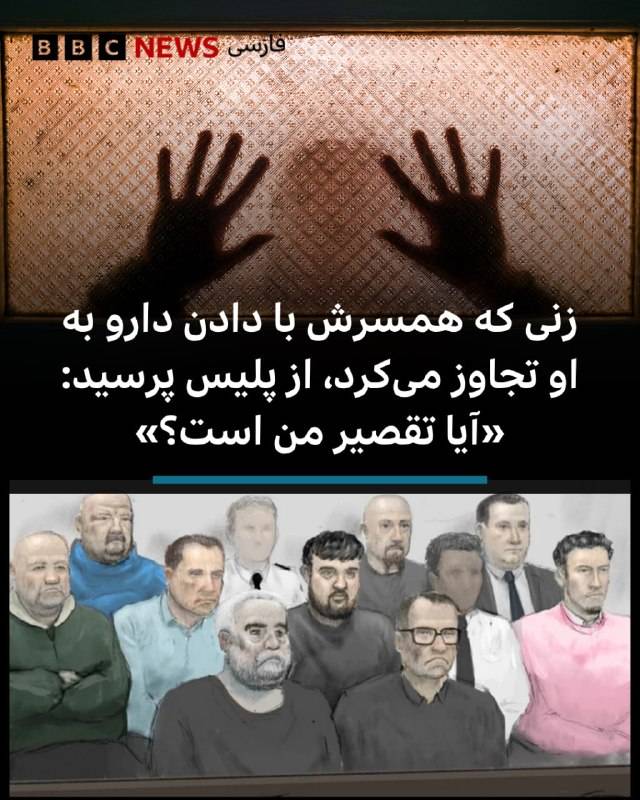 BBC NEWS فارسی
زنی که همسرش با دادن دارو به
او تجاوز می‌کرد، از پلیس پرسید:
«آیا تقصیر من است؟»